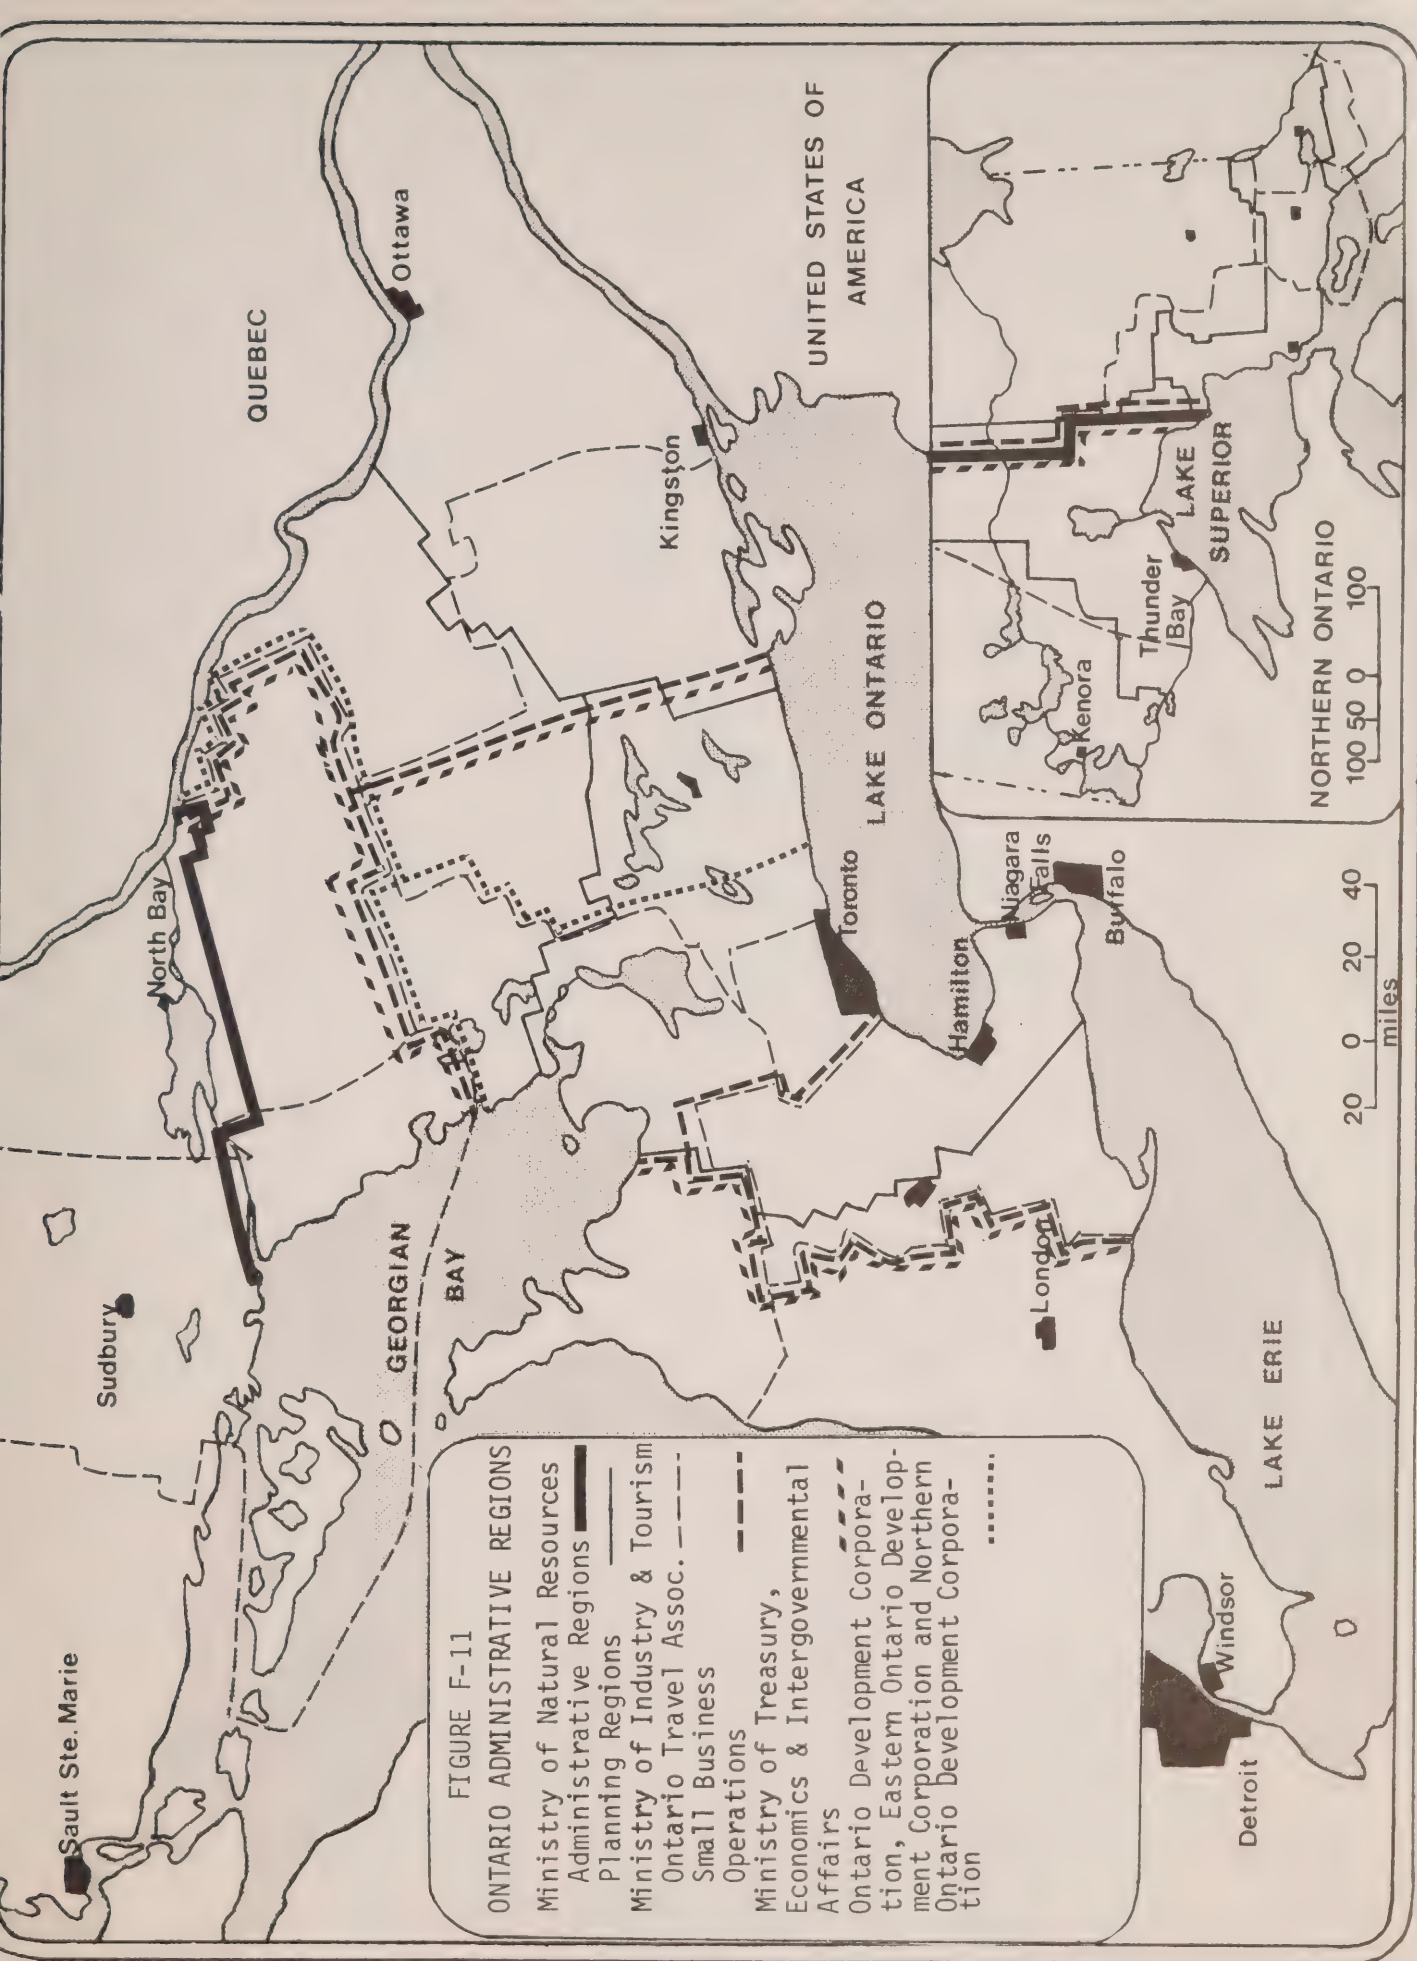 FIGURE F-11
ONTARIO ADMINISTRATIVE REGIONS
Ministry of Natural Resources
Administrative Regions
Planning Regions
Ministry of Industry & Tourism
Ontario Travel Assoc.
Small Business
Operations
Ministry of Treasury,
Economics & Intergovernmental
Affairs
Ontario Development Corpora-
tion, Eastern Ontario Develop-
ment Corporation and Northern
Ontario Development Corpora-
tion
Sault Ste. Marie
Sudbury
North Bay
QUEBEC
Ottawa
GEORGIAN
BAY
Kingston
UNITED STATES OF
AMERICA
LAKE ONTARIO
Toronto
Hamilton
Niagara
Falls
Buffalo
London
LAKE ERIE
Windsor
Detroit
20 0 20 40
miles
Kenora
Thunder
Bay
LAKE
SUPERIOR
NORTHERN ONTARIO
100 50 0 100